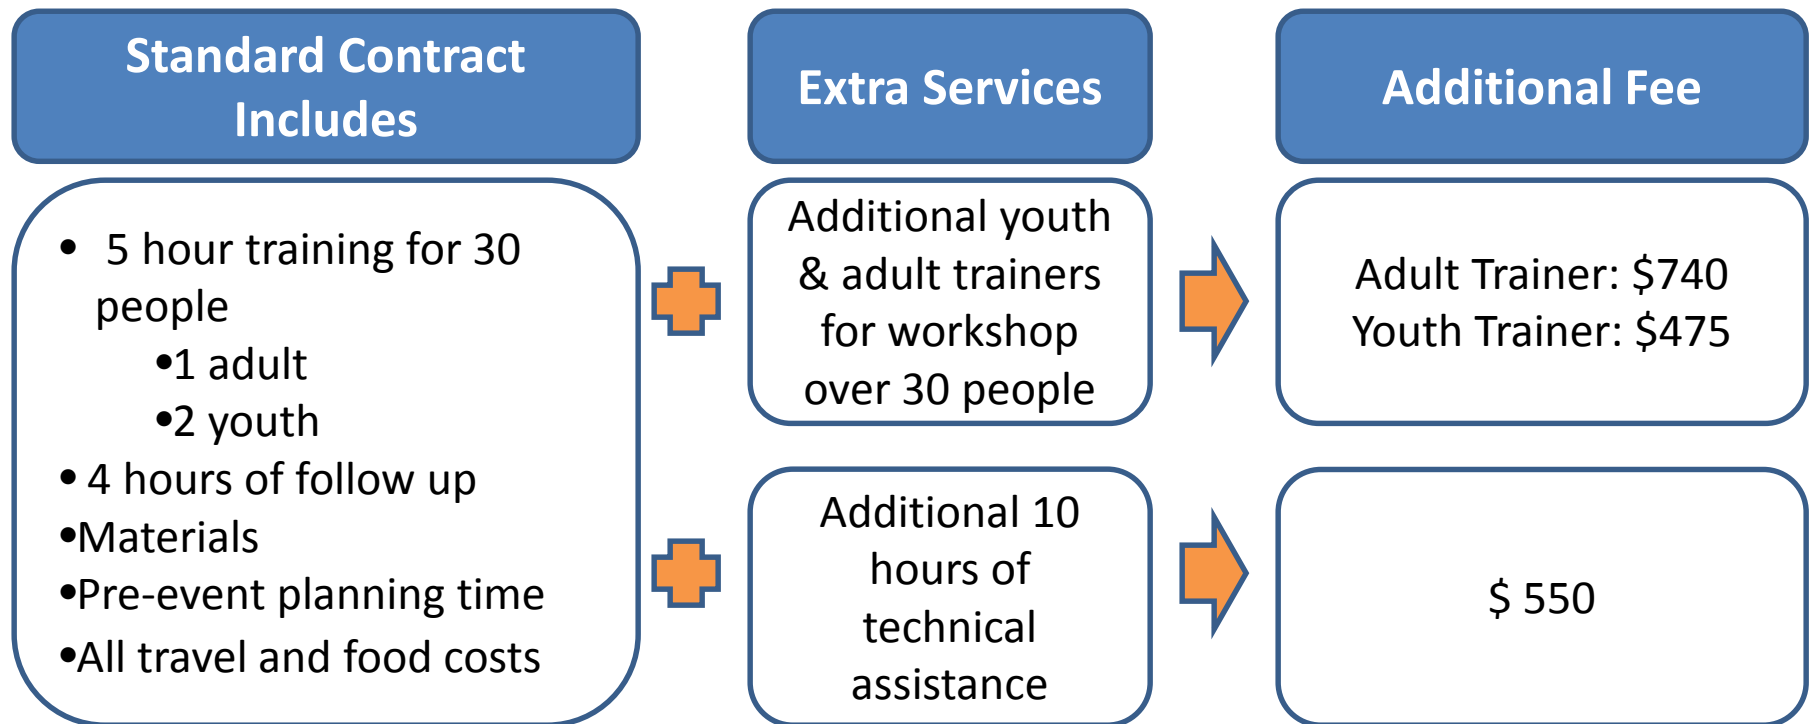 Standard Contract
Includes
Extra Services
Additional Fee
• 5 hour training for 30
people
•1 adult
•2 youth
• 4 hours of follow up
•Materials
•Pre-event planning time
•All travel and food costs
Additional youth
& adult trainers
for workshop
over 30 people
Adult Trainer: $740
Youth Trainer: $475
Additional 10
hours of
technical
assistance
$ 550